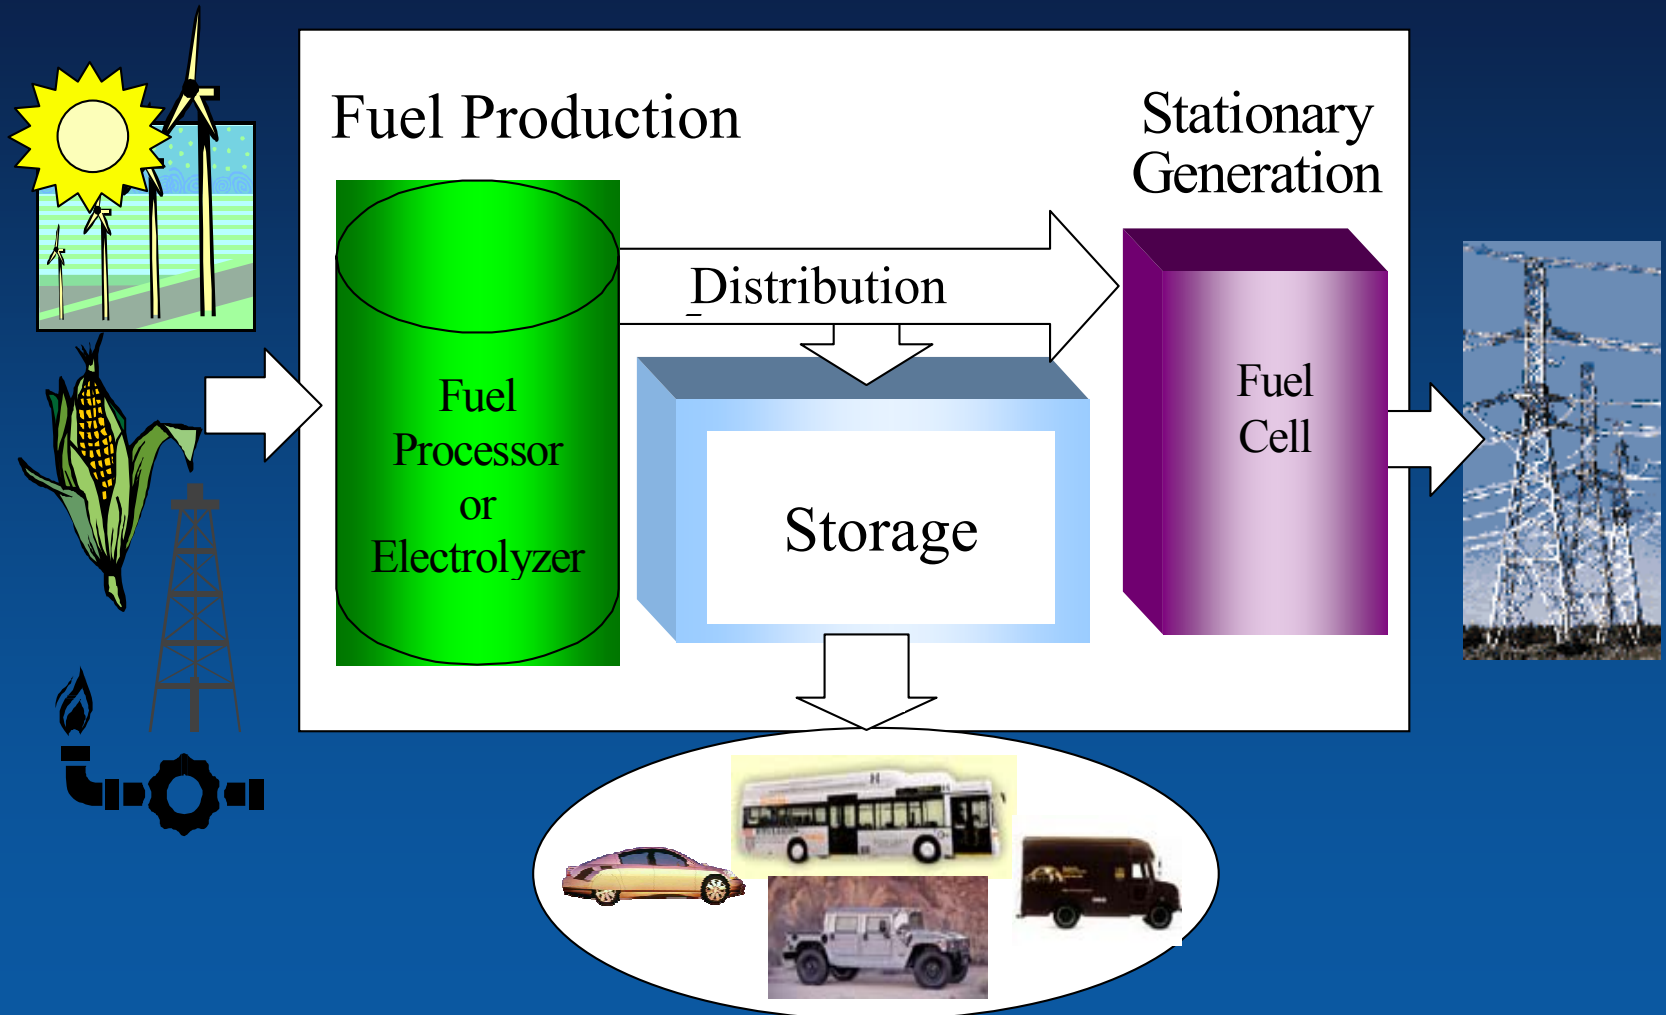 Fuel Production
Stationary
Generation
Distribution
Fuel
Processor
or
Electrolyzer
Storage
Fuel
Cell
H